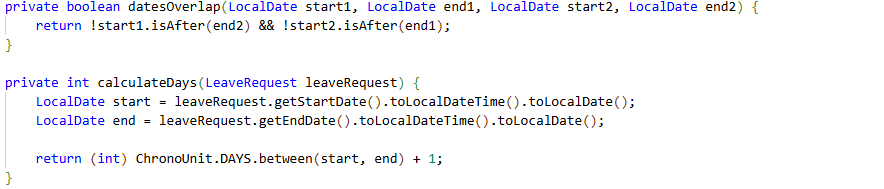 private boolean datesOverlap(LocalDate start1, LocalDate end1, LocalDate start2, LocalDate end2) {
    return !start1.isAfter(end2) && !start2.isAfter(end1);
}

private int calculateDays(LeaveRequest leaveRequest) {
    LocalDate start = leaveRequest.getStartDate().toLocalDateTime().toLocalDate();
    LocalDate end = leaveRequest.getEndDate().toLocalDateTime().toLocalDate();

    return (int) ChronoUnit.DAYS.between(start, end) + 1;
}